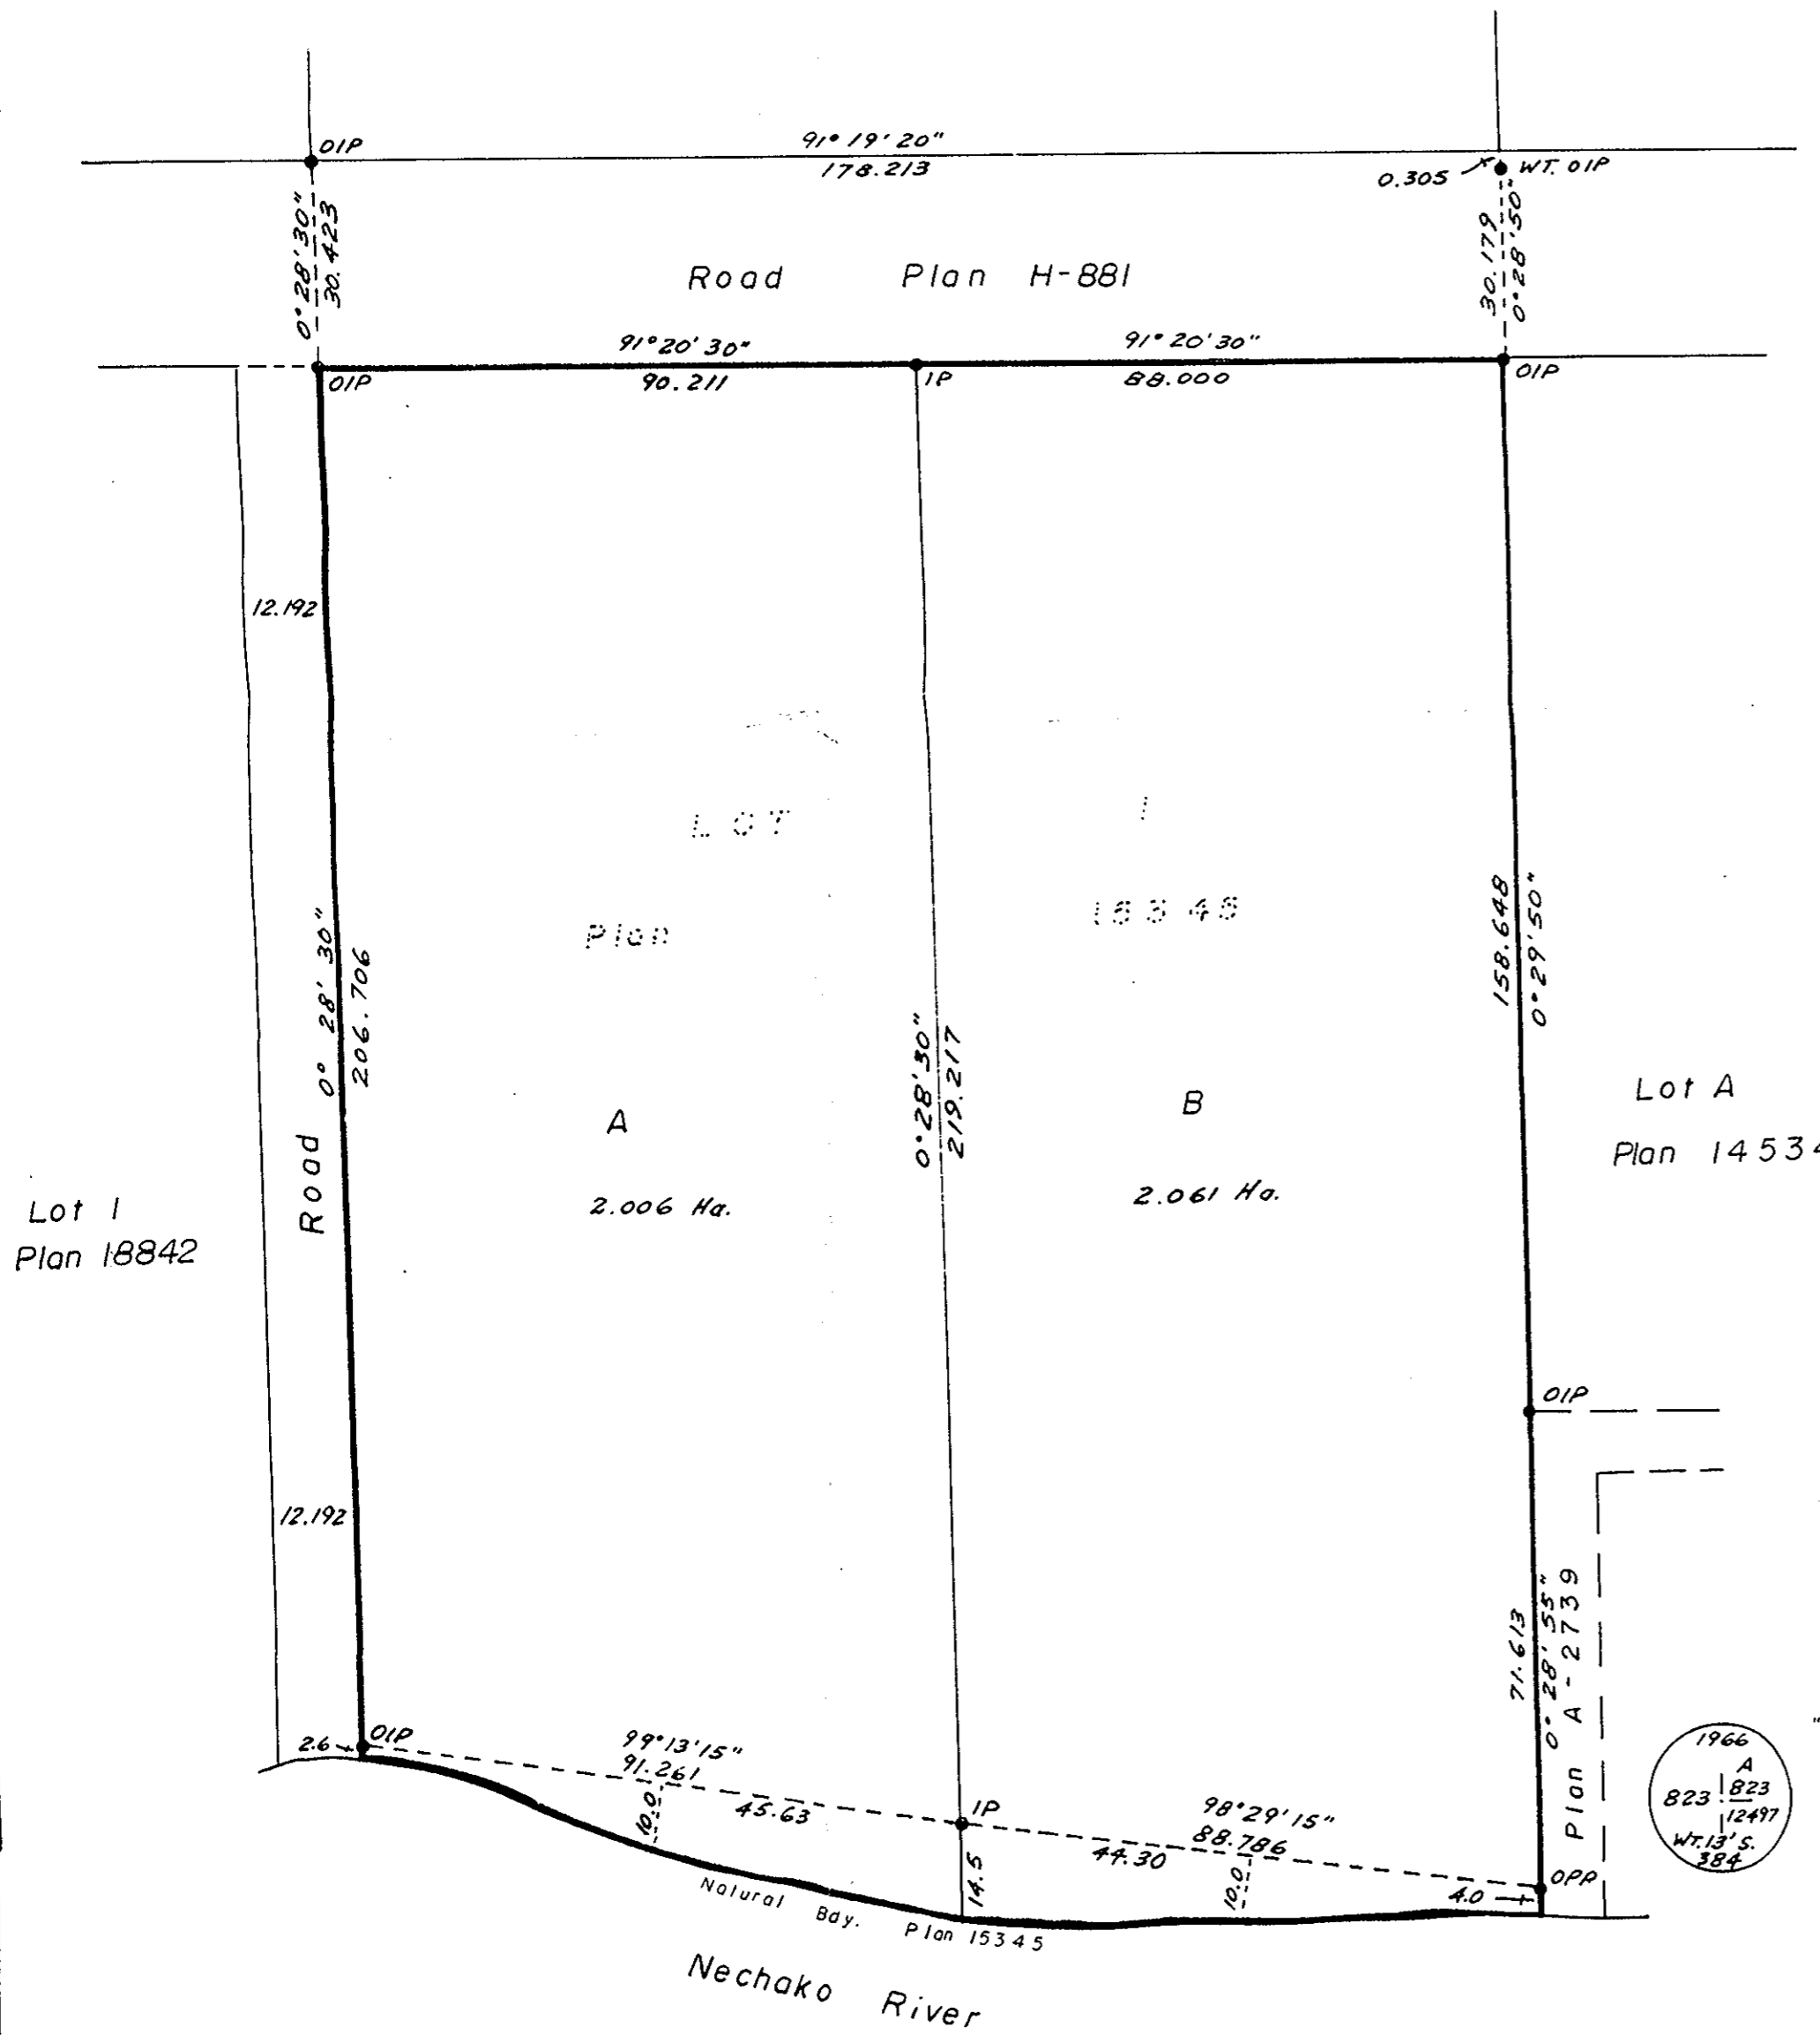 OIP
91° 19' 20"
178.213
0.305
WT. OIP
0° 28' 30"
30.423
30.179
0° 28' 50"
Road Plan H-881
91° 20' 30"
90.211
91° 20' 30"
88.000
OIP
IP
OIP
12.192
LOT 1
Plan 15345
0° 28' 30"
206.706
158.648
0° 29' 50"
0° 28' 30"
219.217
Road
A
2.006 Ha.
B
2.061 Ha.
Lot A
Plan 14534
Lot 1
Plan 18842
OIP
12.192
71.613
0° 28' 55"
Plan A-2739
2.6
OIP
99° 13' 15"
91.261
10.0
45.63
IP
98° 29' 15"
88.786
44.30
10.0
14.5
4.0
OPP
1966
A
823 823
12497
WT. 13' S.
384
Natural Bdy. Plan 15345
Nechako River